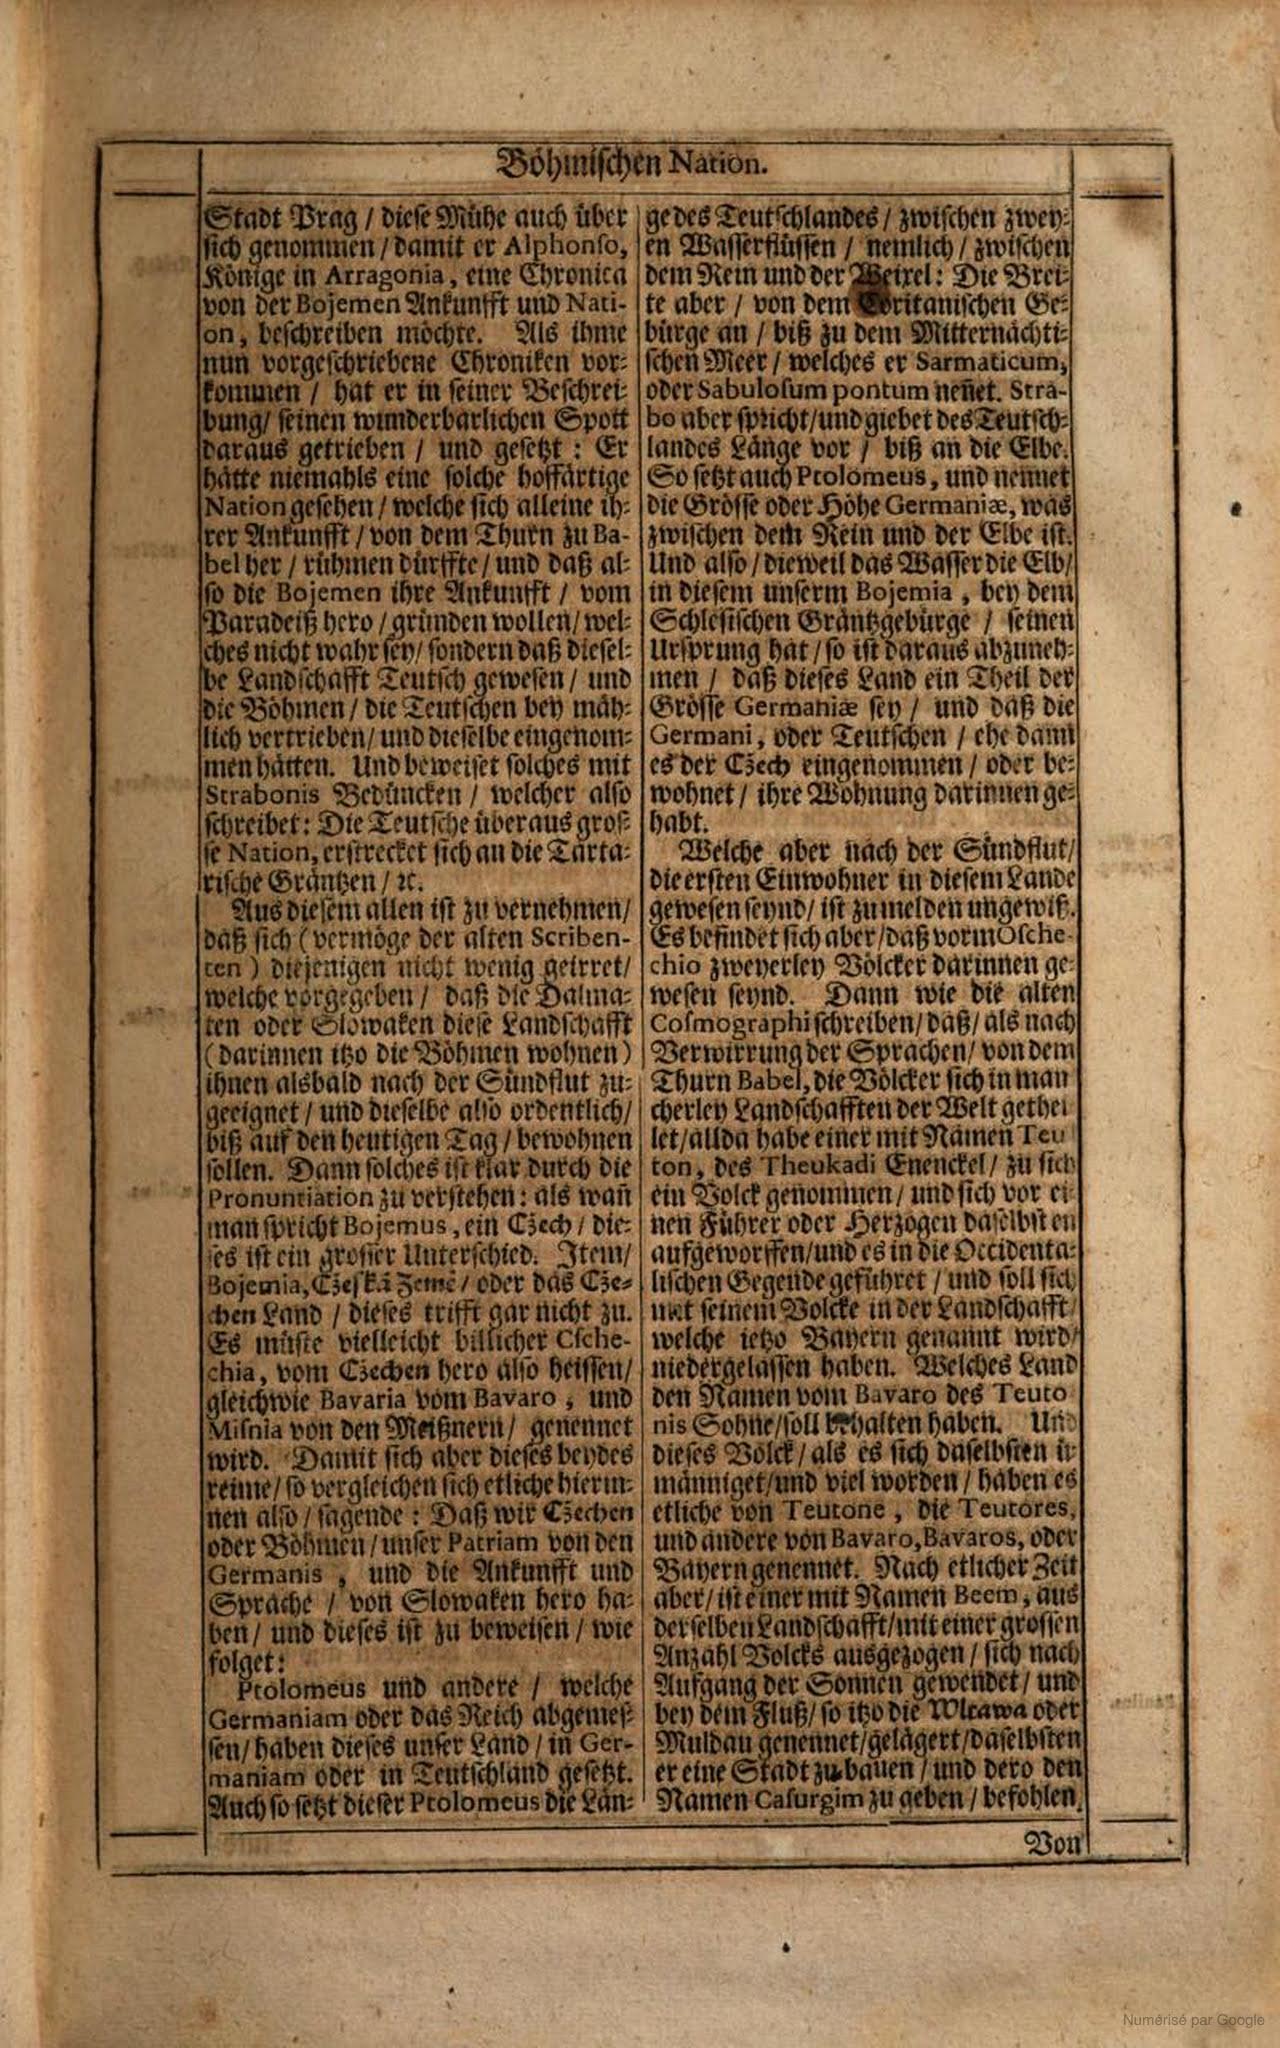 Böhmischen Nation.
Stadt Prag / diese Mühe auch über
sich genommen / damit er Alphonso,
Könige in Arragonia, eine Chronica
von der Bojemen Ankunfft und Nati-
on, beschreiben möchte. Als ihme
nun vorgeschriebene Chroniken vor-
kommen / hat er in seiner Beschrei-
bung / seinen wunderbarlichen Spott
daraus getrieben / und gesetzt : Er
hätte niemahls eine solche hoffärtige
Nation gesehen / welche sich alleine ih-
rer Ankunfft / von dem Thurn zu Ba-
bel her / rühmen dürffte / und daß al-
so die Bojemen ihre Ankunfft / vom
Paradeiß hero / gründen wollen / wel-
ches nicht wahr sey / sondern daß diesel-
be Landschafft Teutsch gewesen / und
die Böhmen / die Teutschen bey mäh-
lich vertrieben / und dieselbe eingenom-
men hätten. Und beweiset solches mit
Strabonis Bedüncken / welcher also
schreibet: Die Teutsche überaus gros-
se Nation, erstrecket sich an die Tarta-
rische Gräntzen / ꝛc.
Aus diesem allen ist zu vernehmen /
daß sich (vermöge der alten Scriben-
ten) diejenigen nicht wenig geirret /
welche vorgegeben / daß die Dalma-
ten oder Slowaken diese Landschafft
(darinnen itzo die Böhmen wohnen)
ihnen alsbald nach der Sündflut zu-
geeignet / und dieselbe also ordentlich /
biß auf den heutigen Tag / bewohnen
sollen. Dann solches ist klar durch die
Pronuntiation zu verstehen: als wañ
man spricht Bojemus, ein Cžech / die-
ses ist ein grosser Unterschied. Item /
Bojemia, Cžeská Země / oder das Cže-
chen Land / dieses trifft gar nicht zu.
Es müste vielleicht billicher Csche-
chia, vom Cžechen hero also heissen /
gleichwie Bavaria vom Bavaro, und
Misnia von den Meißnern / genennet
wird. Damit sich aber dieses beydes
reime / so vergleichen sich etliche hierin-
nen also / sagende : Daß wir Cžechen
oder Böhmen / unser Patriam von den
Germanis, und die Ankunfft und
Sprache / von Slowaken hero ha-
ben / und dieses ist zu beweisen / wie
folget:
Ptolomeus und andere / welche
Germaniam oder das Reich abgemes-
sen / haben dieses unser Land / in Ger-
maniam oder in Teutschland gesetzt.
Auch so setzt dieser Ptolomeus die Län-
ge des Teutschlandes / zwischen zwey-
en Wasserflüssen / nemlich / zwischen
dem Rein und der Weixel: Die Brei-
te aber / von dem Ge-
bürge an / biß zu dem Mitternächti-
schen Meer / welches er Sarmaticum,
oder Sabulosum pontum neñet. Stra-
bo aber spricht / und giebet des Teutsch-
landes Länge vor / biß an die Elbe.
So setzt auch Ptolomeus, und nennet
die Grösse oder Höhe Germaniæ, was
zwischen dem Rein und der Elbe ist.
Und also / dieweil das Wasser die Elb /
in diesem unserm Bojemia, bey dem
Schlesischen Gräntzgebürge / seinen
Ursprung hat / so ist daraus abzuneh-
men / daß dieses Land ein Theil der
Grösse Germaniæ sey / und daß die
Germani, oder Teutschen / ehe dann
es der Cžech eingenommen / oder be-
wohnet / ihre Wohnung darinnen ge-
habt.
Welche aber nach der Sündflut /
die ersten Einwohner in diesem Lande
gewesen seynd / ist zu melden ungewiß.
Es befindet sich aber / daß vorm Osche-
chio zweyerley Völcker darinnen ge-
wesen seynd. Dann wie die alten
Cosmographi schreiben / daß / als nach
Verwirrung der Sprachen / von dem
Thurn Babel, die Völcker sich in man
cherley Landschafften der Welt gethei
let / allda habe einer mit Namen Teu
ton, des Theukadi Enenckel / zu sich
ein Volck genommen / und sich vor ei
nen Führer oder Herzogen daselbsten
aufgeworffen / und es in die Occidenta-
lischen Gegende geführet / und soll sich
mit seinem Volcke in der Landschafft /
welche ietzo Bayern genannt wird /
niedergelassen haben. Welches Land
den Namen vom Bavaro des Teuto
nis Sohne / soll behalten haben. Und
dieses Volck / als es sich daselbsten ü-
männiget / und viel worden / haben es
etliche von Teutone, die Teutores,
und andere von Bavaro, Bavaros, oder
Bayern genennet. Nach etlicher Zeit
aber / ist einer mit Namen Beem, aus
derselben Landschafft / mit einer grossen
Anzahl Volcks ausgezogen / sich nach
Aufgang der Sonnen gewendet / und
bey dem Fluß / so itzo die Wltawa oder
Muldau genennet / gelägert / daselbsten
er eine Stadt zu bauen / und dero den
Namen Casurgim zu geben / befohlen.
Von
Numérisé par Google